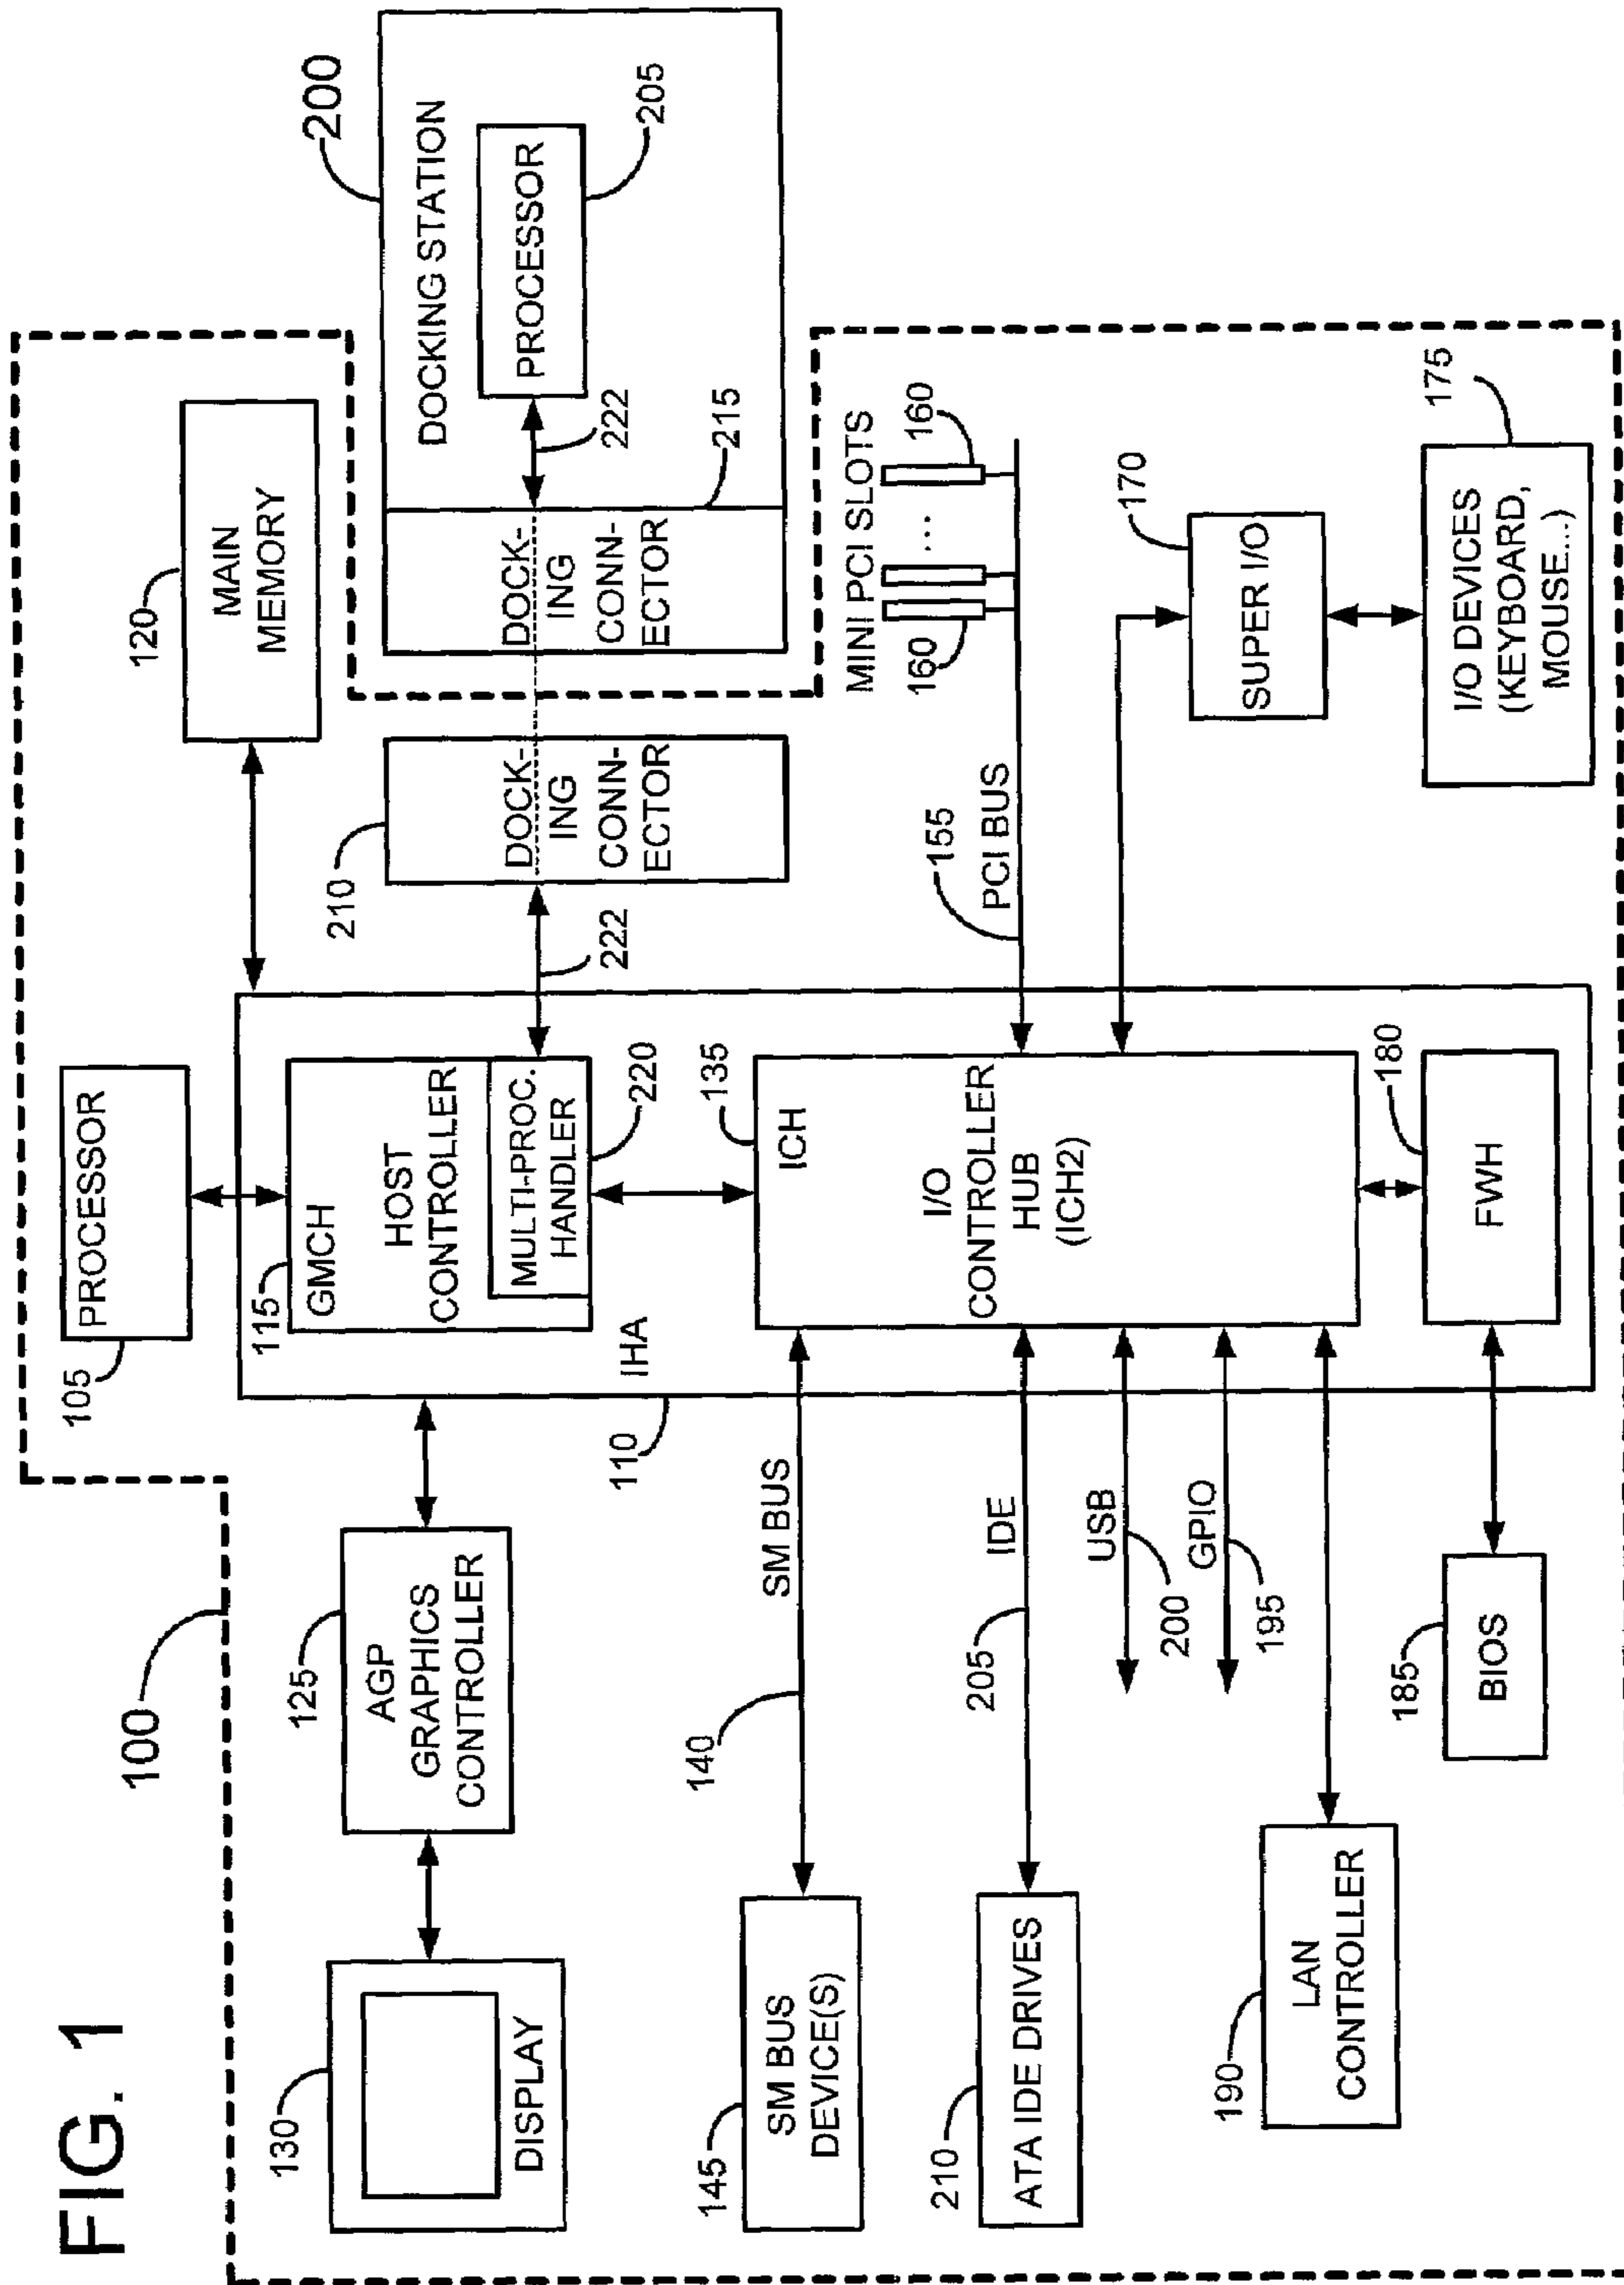 FIG. 1
100
PROCESSOR
105
120
MAIN
MEMORY
200
DOCKING STATION
PROCESSOR
205
222
215
DOCK-
ING
CONN-
ECTOR
210
DOCK-
ING
CONN-
ECTOR
222
130
DISPLAY
125
AGP
GRAPHICS
CONTROLLER
110
IHA
115
GMCH
HOST
CONTROLLER
MULTI-PROC.
HANDLER
220
135
ICH
I/O
CONTROLLER
HUB
(ICH2)
180
FWH
MINI PCI SLOTS
160
160
...
155
PCI BUS
170
SUPER I/O
175
I/O DEVICES
(KEYBOARD,
MOUSE...)
145
SM BUS
DEVICE(S)
140
SM BUS
210
ATA IDE DRIVES
205
IDE
USB
200
GPIO
195
190
LAN
CONTROLLER
185
BIOS